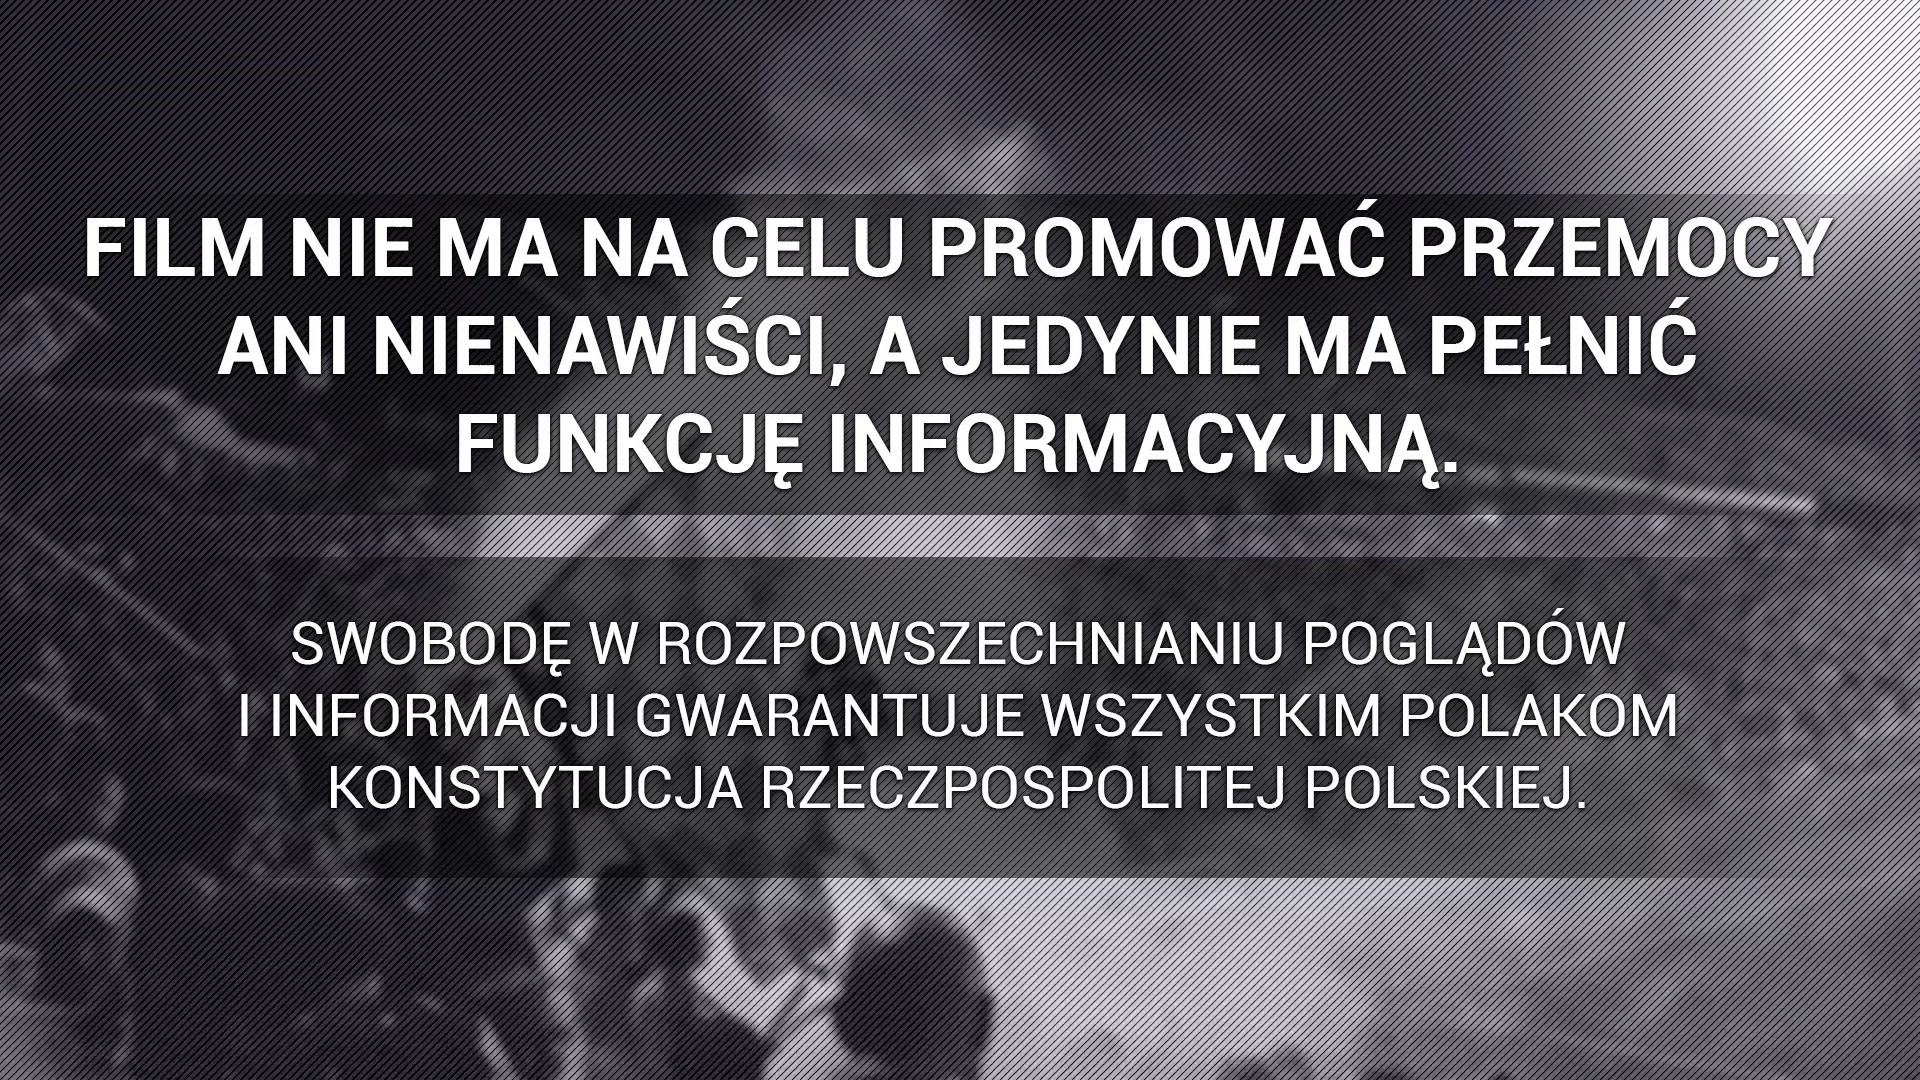 FILM NIE MA NA CELU PROMOWAĆ PRZEMOCY
ANI NIENAWIŚCI, A JEDYNIE MA PEŁNIĆ
FUNKCJĘ INFORMACYJNĄ.
SWOBODĘ W ROZPOWSZECHNIANIU POGLĄDÓW
I INFORMACJI GWARANTUJE WSZYSTKIM POLAKOM
KONSTYTUCJA RZECZPOSPOLITEJ POLSKIEJ.